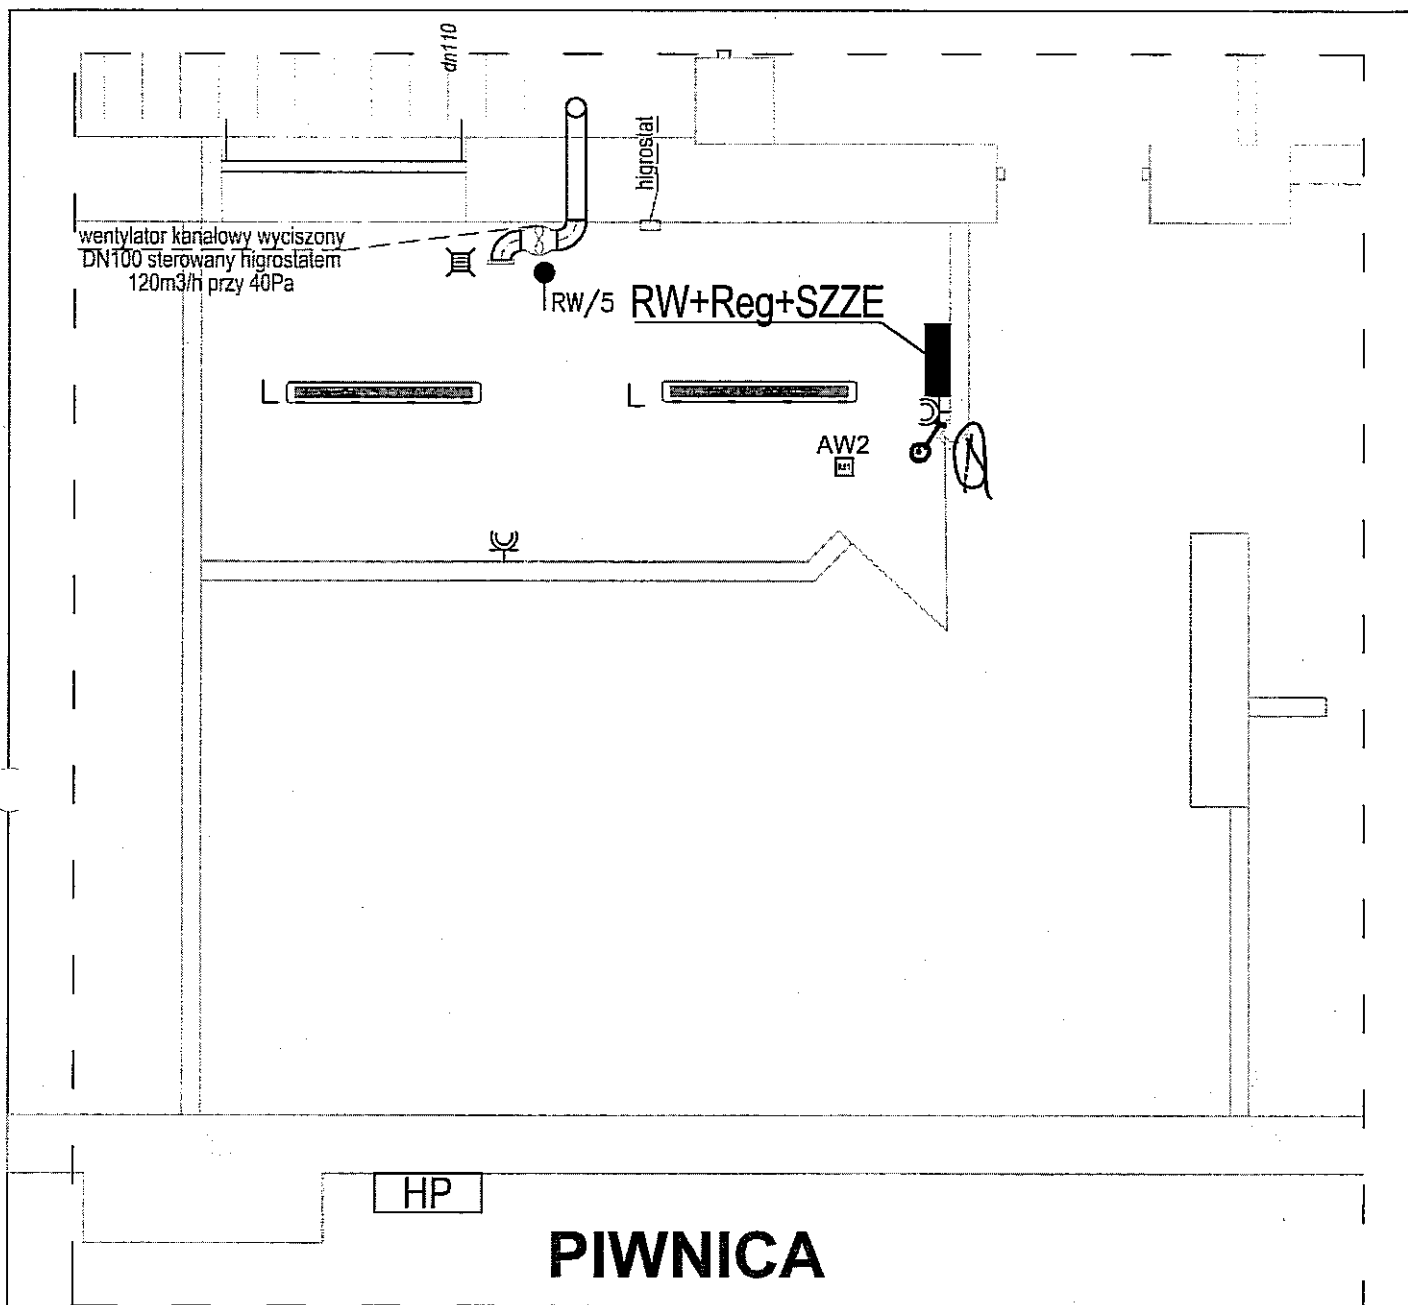 dn110
higrostat
wentylator kanałowy wyciszony
DN100 sterowany higrostatem
120m3/h przy 40Pa
RW/5
RW+Reg+SZZE
L
L
AW2
HP
PIWNICA